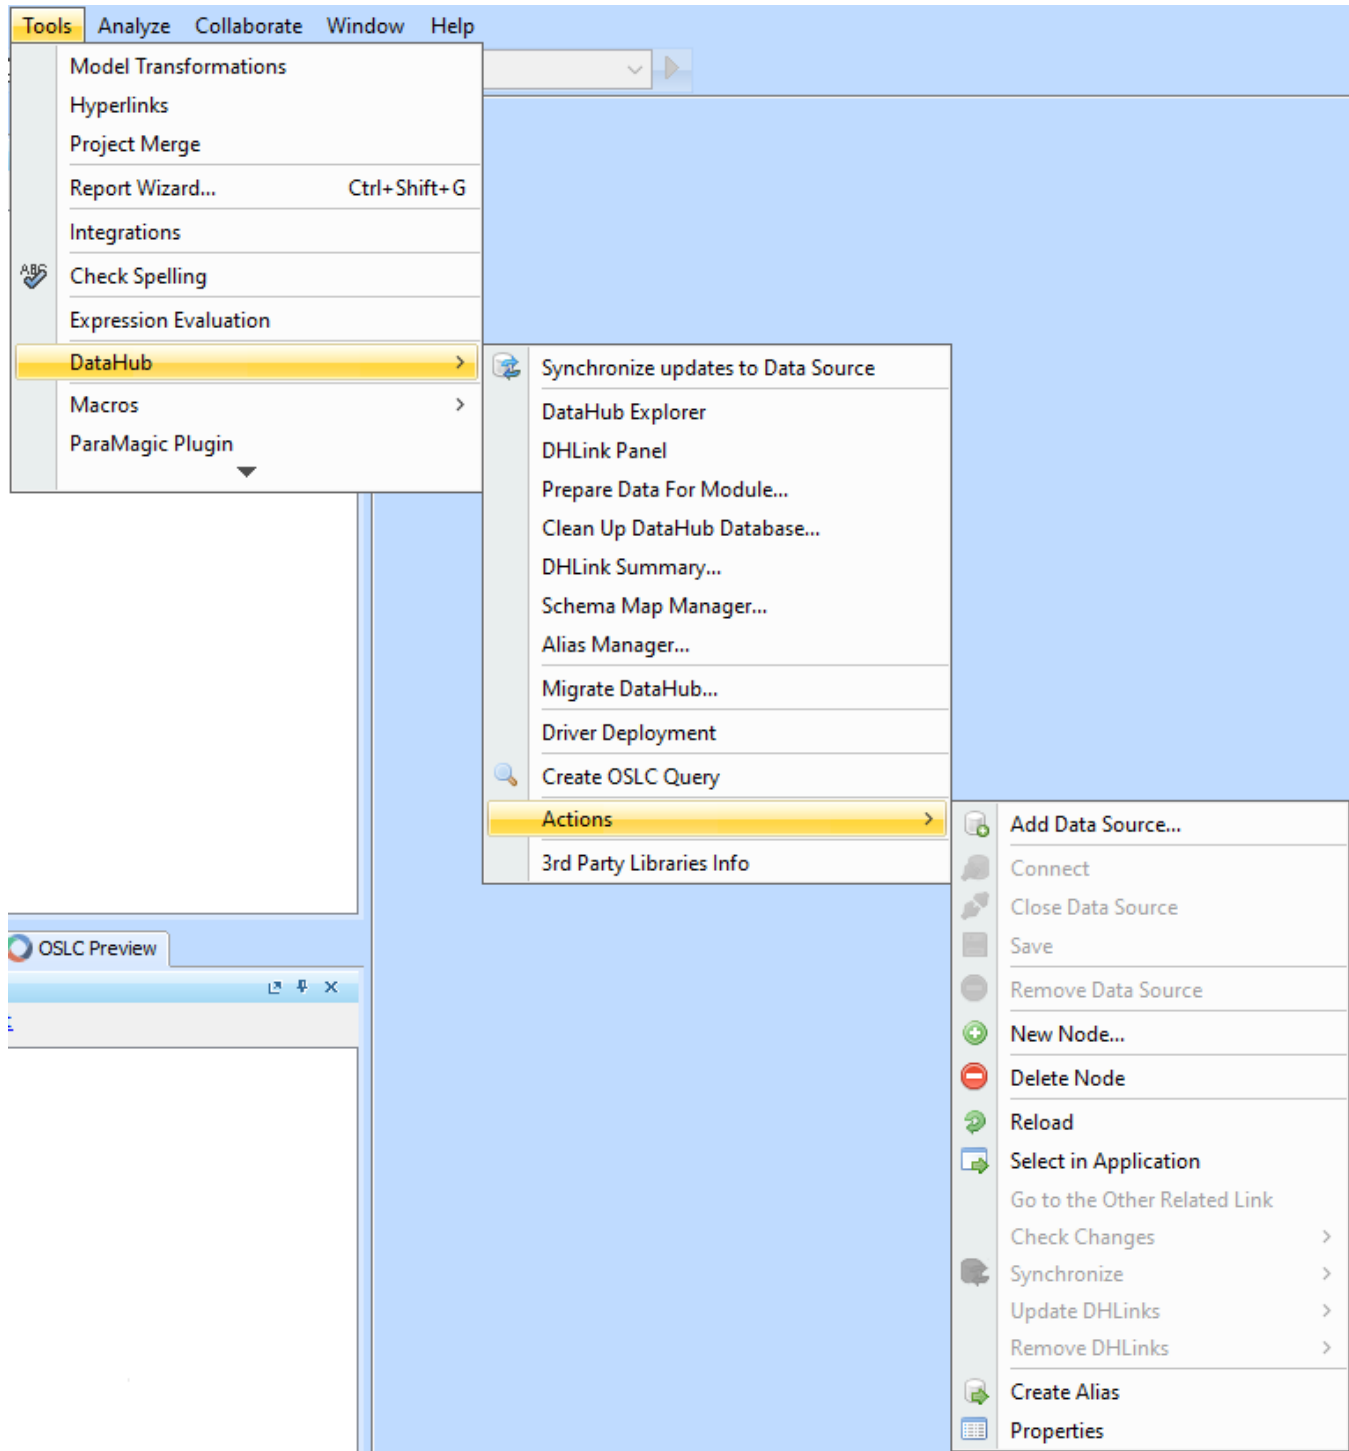 Tools Analyze Collaborate Window Help
Model Transformations
Hyperlinks
Project Merge
Report Wizard... Ctrl+Shift+G
Integrations
ABC Check Spelling
Expression Evaluation
DataHub
Macros
ParaMagic Plugin
Synchronize updates to Data Source
DataHub Explorer
DHLink Panel
Prepare Data For Module...
Clean Up DataHub Database...
DHLink Summary...
Schema Map Manager...
Alias Manager...
Migrate DataHub...
Driver Deployment
Create OSLC Query
Actions
3rd Party Libraries Info
Add Data Source...
Connect
Close Data Source
Save
Remove Data Source
New Node...
Delete Node
Reload
Select in Application
Go to the Other Related Link
Check Changes
Synchronize
Update DHLinks
Remove DHLinks
Create Alias
Properties
OSLC Preview